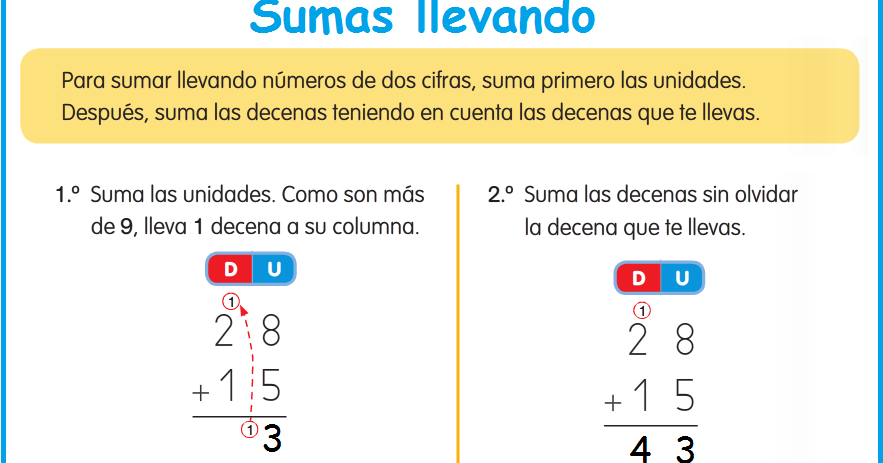 Sumas llevando
Para sumar llevando números de dos cifras, suma primero las unidades.
Después, suma las decenas teniendo en cuenta las decenas que te llevas.
1.º Suma las unidades. Como son más
de 9, lleva 1 decena a su columna.
D U
1
2 8
+ 1 5
1 3
2.º Suma las decenas sin olvidar
la decena que te llevas.
D U
1
2 8
+ 1 5
4 3